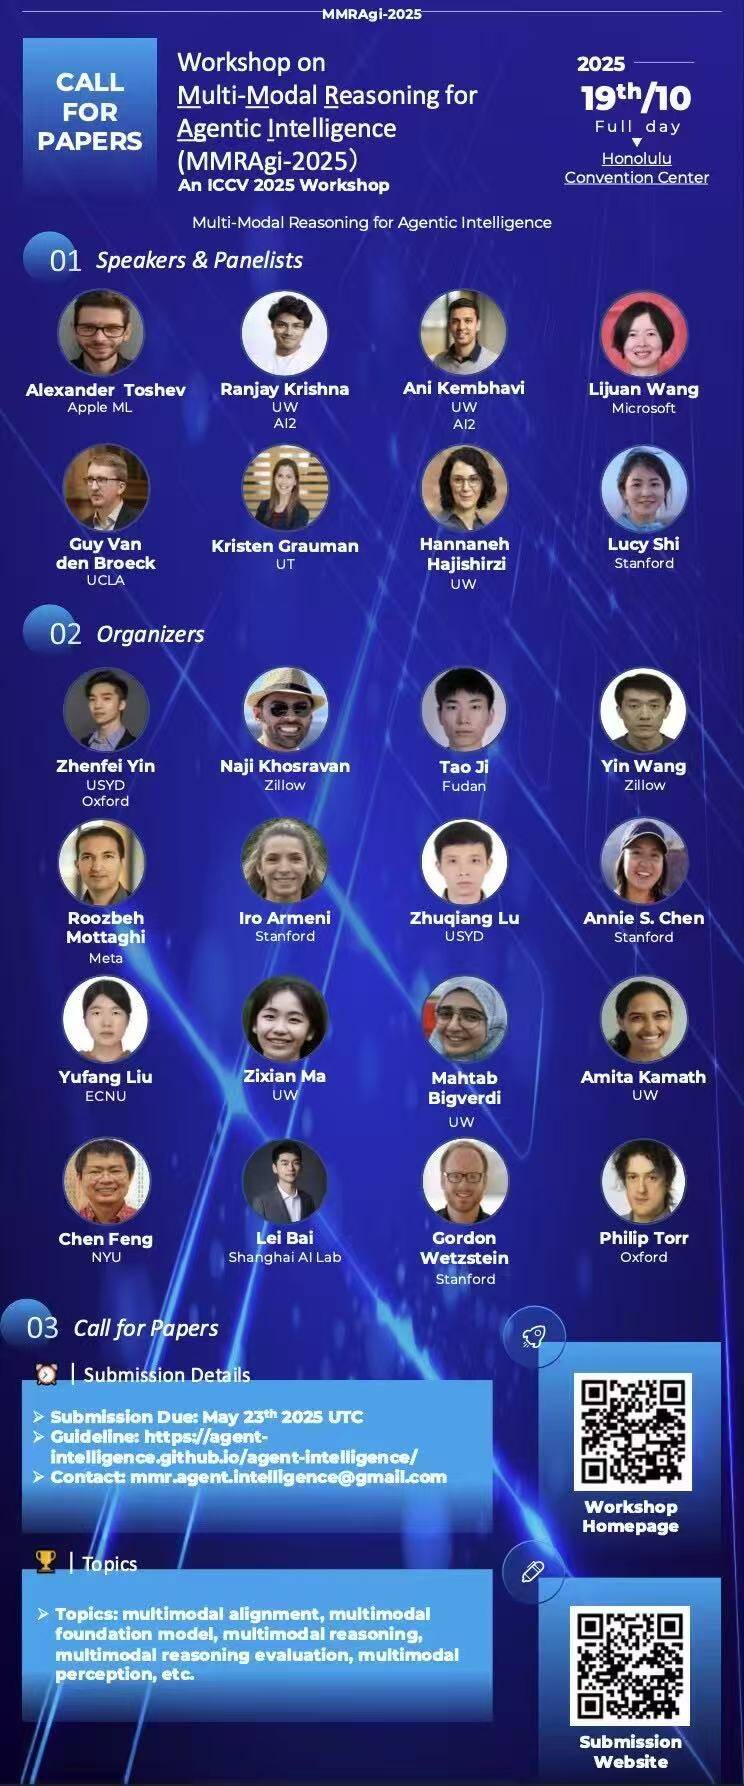 MMRAgi-2025
CALL
FOR
PAPERS
Workshop on
Multi-Modal Reasoning for
Agentic Intelligence
(MMRAgi-2025）
An ICCV 2025 Workshop
2025
19th/10
Full day
Honolulu
Convention Center
Multi-Modal Reasoning for Agentic Intelligence
01 Speakers & Panelists
Alexander Toshev
Apple ML
Ranjay Krishna
UW
AI2
Ani Kembhavi
UW
AI2
Lijuan Wang
Microsoft
Guy Van
den Broeck
UCLA
Kristen Grauman
UT
Hannaneh
Hajishirzi
UW
Lucy Shi
Stanford
02 Organizers
Zhenfei Yin
USYD
Oxford
Naji Khosravan
Zillow
Tao Ji
Fudan
Yin Wang
Zillow
Roozbeh
Mottaghi
Meta
Iro Armeni
Stanford
Zhuqiang Lu
USYD
Annie S. Chen
Stanford
Yufang Liu
ECNU
Zixian Ma
UW
Mahtab
Bigverdi
UW
Amita Kamath
UW
Chen Feng
NYU
Lei Bai
Shanghai AI Lab
Gordon
Wetzstein
Stanford
Philip Torr
Oxford
03 Call for Papers
| Submission Details
➢ Submission Due: May 23th 2025 UTC
➢ Guideline: https://agent-
intelligence.github.io/agent-intelligence/
➢ Contact: mmr.agent.intelligence@gmail.com
Workshop
Homepage
| Topics
➢ Topics: multimodal alignment, multimodal
foundation model, multimodal reasoning,
multimodal reasoning evaluation, multimodal
perception, etc.
Submission
Website